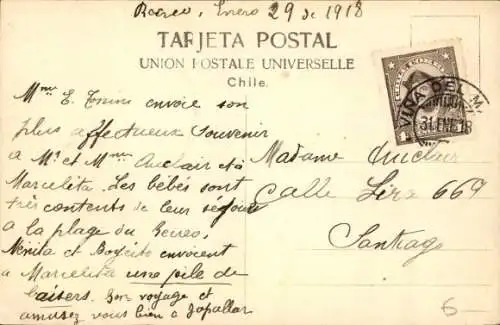 Recreo, Enero 29 de 1918
TARJETA POSTAL
UNION POSTALE UNIVERSELLE
Chile.
VIÑA DEL M
31 ENE 18
Mme E. envoie son
plus affectueux souvenir
à Mr et Mme Auclair et à
Marcelita. Les bébés sont
très contents de leur séjour
a la plage du Recreo,
Nenita et envoient
a Marcelita une pile de
baisers. Bon voyage et
amusez vous bien à Zapallar
Madame Auclair
Calle Lira 669
Santiago
6